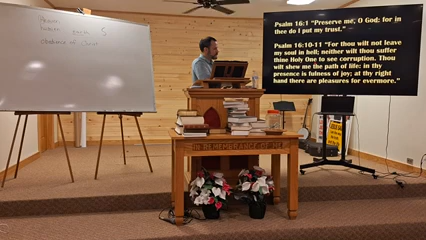 Psalm 16:1 "Preserve me, O God; for in
thee do I put my trust."
Psalm 16:10-11 "For thou wilt not leave
my soul in hell; neither wilt thou suffer
thine Holy One to see corruption. Thou
wilt shew me the path of life: in thy
presence is fulness of joy; at thy right
hand there are pleasures for evermore."
of Christ
IN REMEMBRANCE OF ME